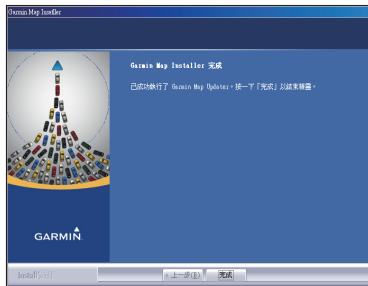 Garmin Map Installer
Garmin Map Installer 完成
已成功執行了 Garmin Map Updater。按一下「完成」以結束精靈。
GARMIN
InstallShield
< 上一步(B)
完成